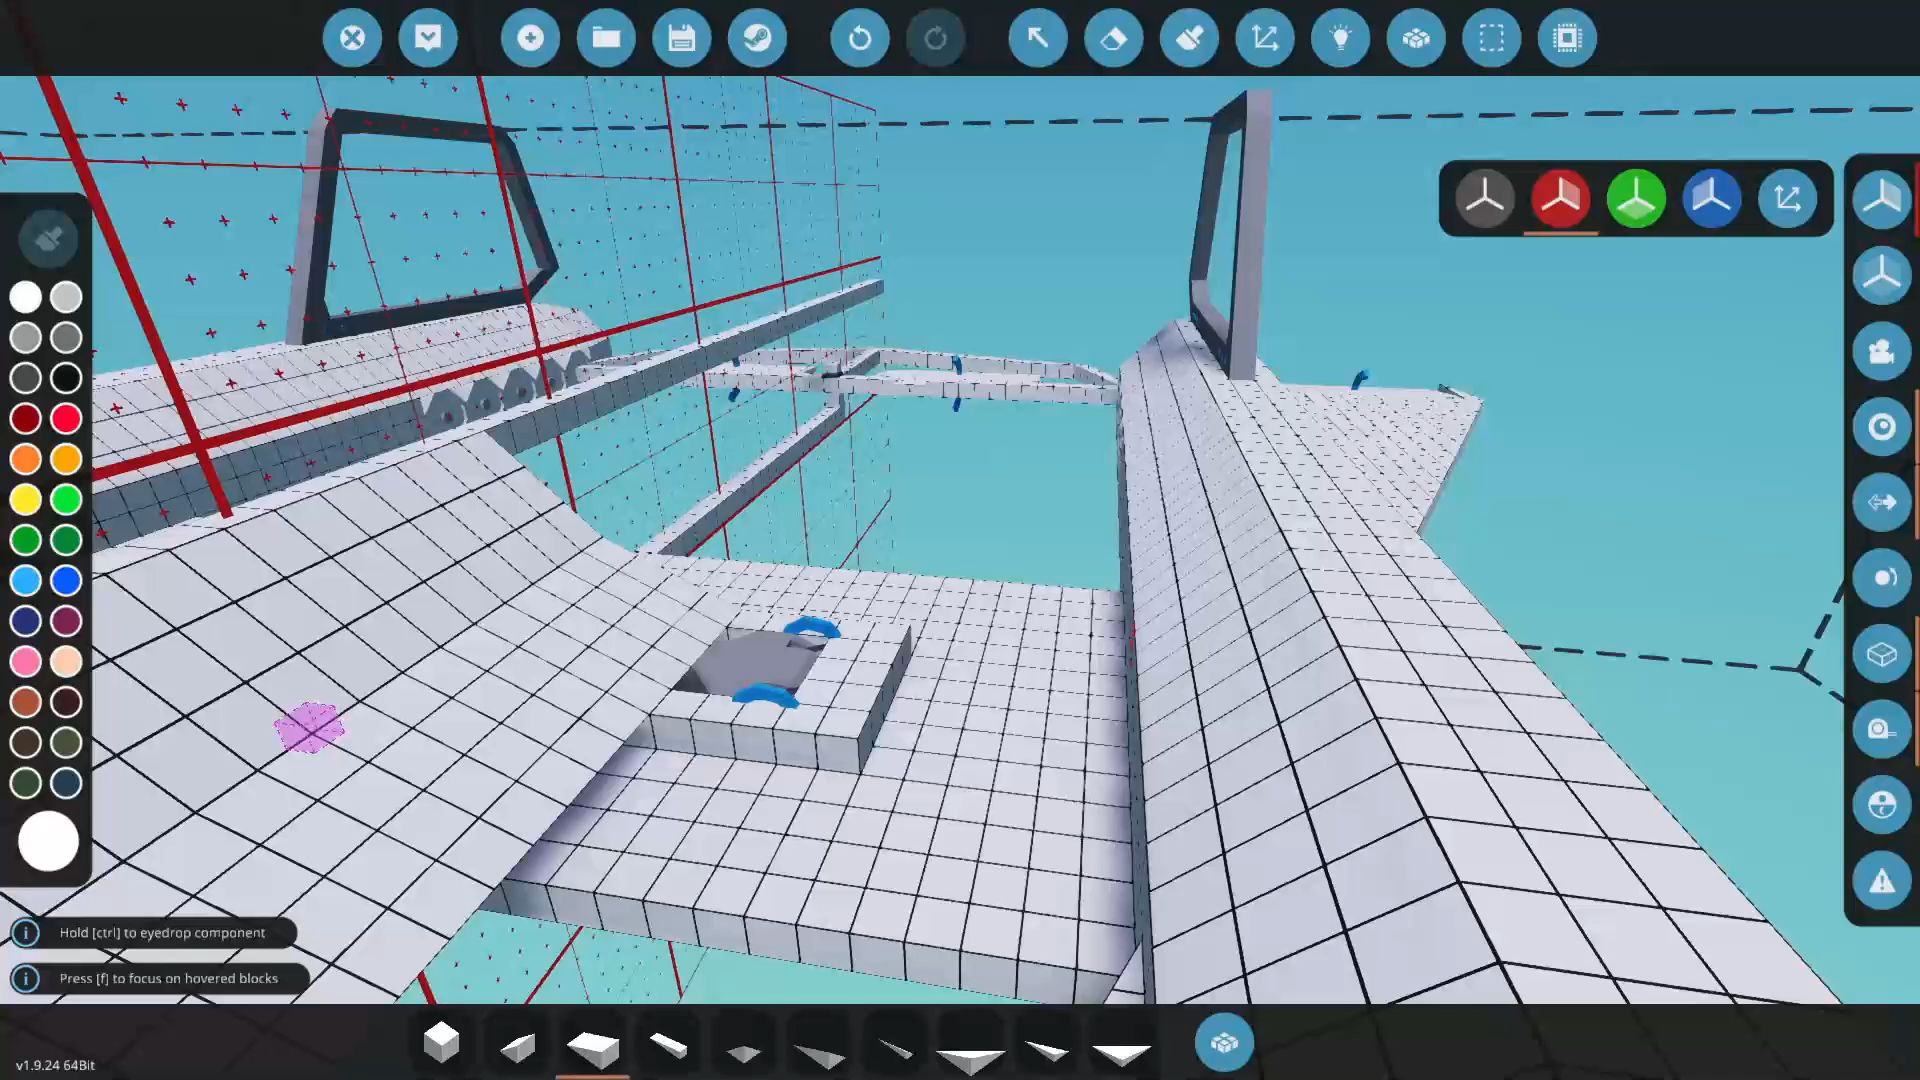 Hold [ctrl] to eyedrop component
Press [f] to focus on hovered blocks
v1.9.24 64Bit